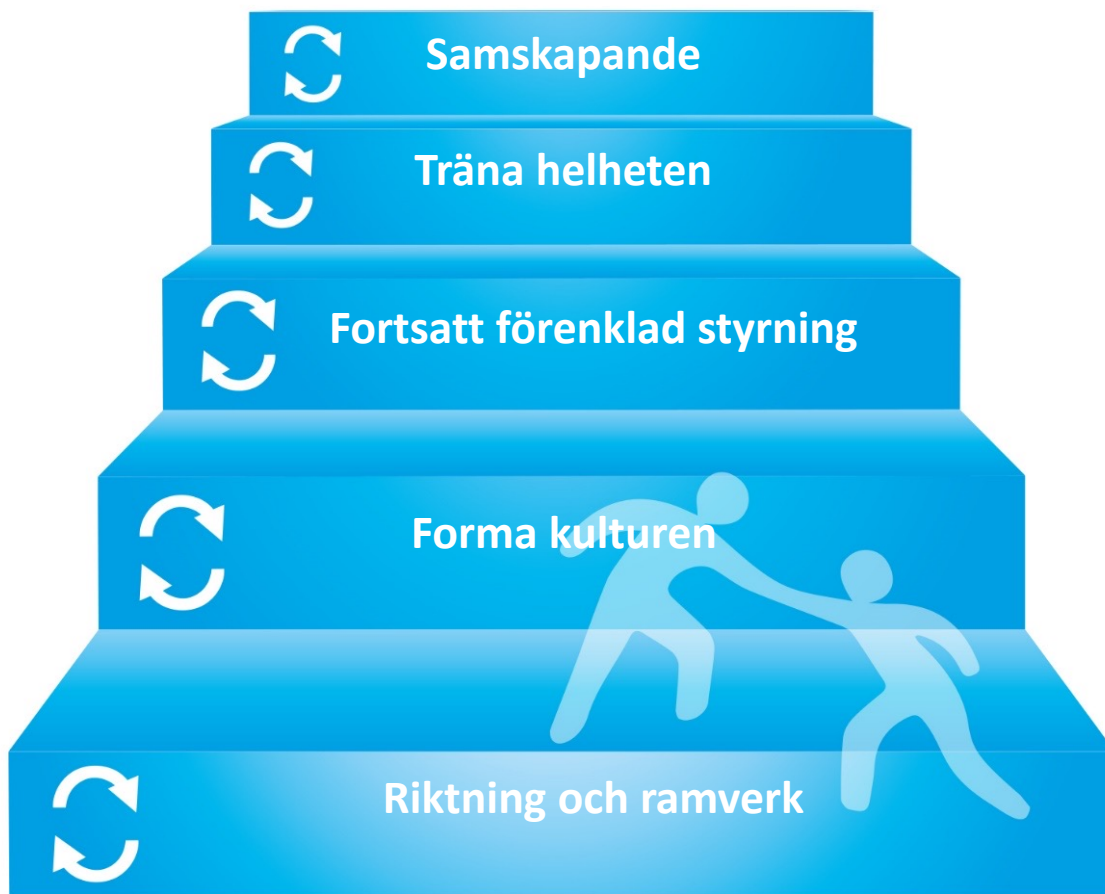 Samskapande
Träna helheten
Fortsatt förenklad styrning
Forma kulturen
Riktning och ramverk